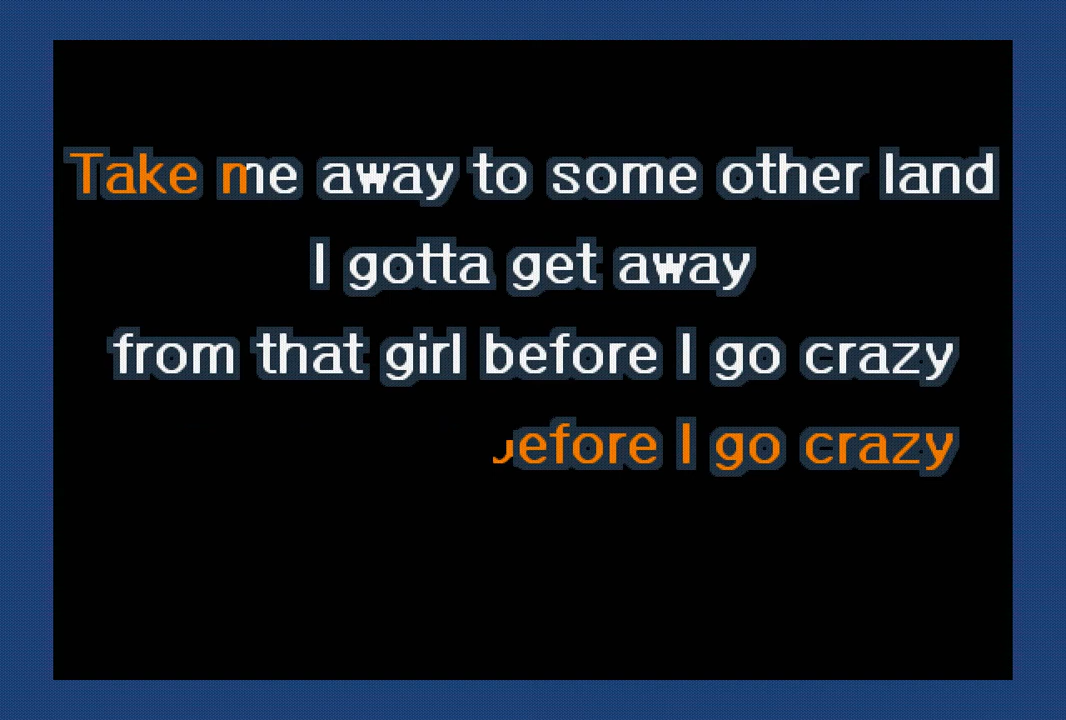 Take me away to some other land
I gotta get away
from that girl before I go crazy
efore I go crazy